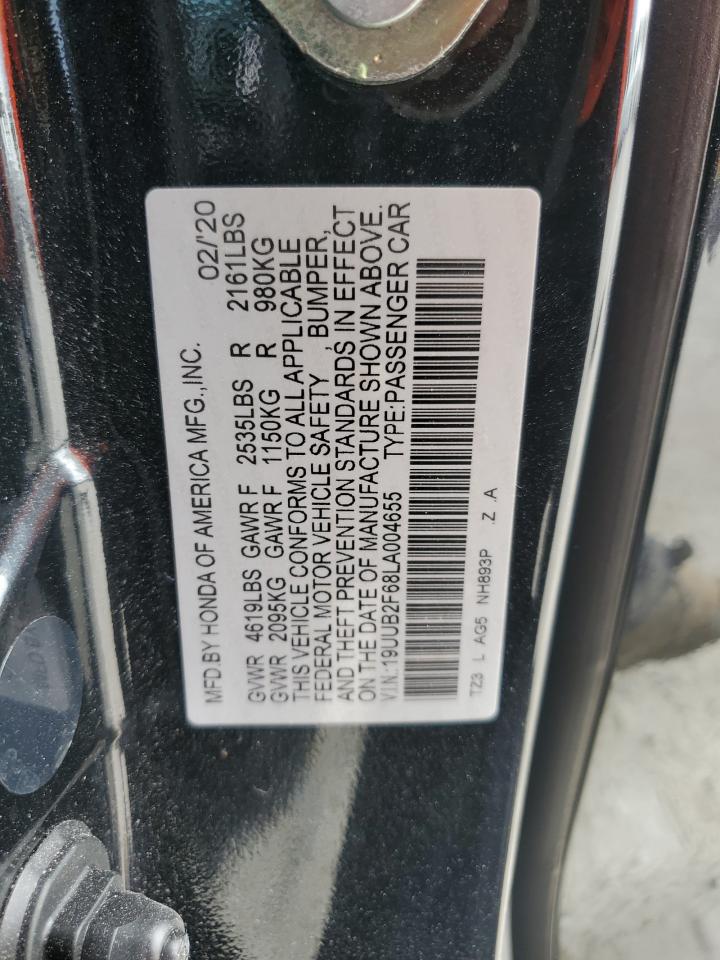 MFD BY HONDA OF AMERICA MFG.,INC. 02/'20
GVWR 4619LBS GAWR F 2535LBS R 2161LBS
GVWR 2095KG GAWR F 1150KG R 980KG
THIS VEHICLE CONFORMS TO ALL APPLICABLE
FEDERAL MOTOR VEHICLE SAFETY , BUMPER,
AND THEFT PREVENTION STANDARDS IN EFFECT
ON THE DATE OF MANUFACTURE SHOWN ABOVE.
V.I.N.:19UUB2F68LA004655 TYPE:PASSENGER CAR
TZ3 L AG5 NH893P .Z .A